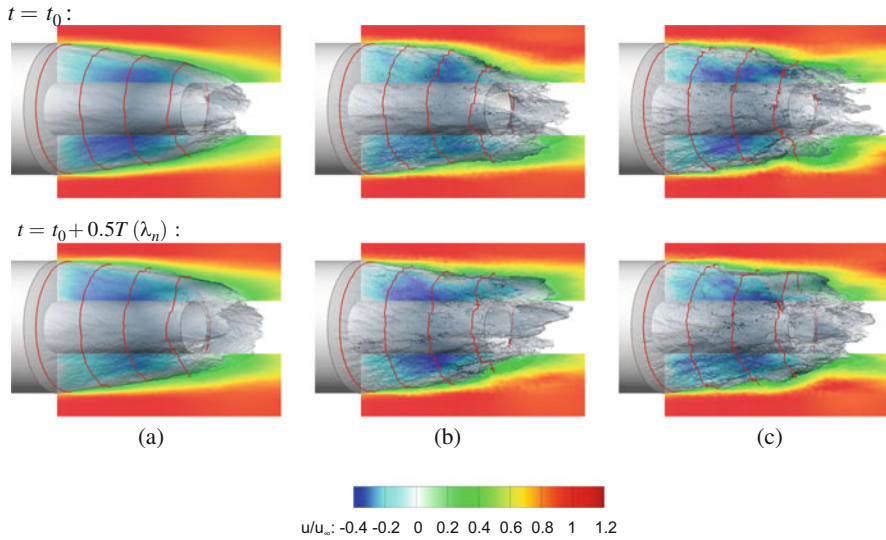 t = t₀ :
t = t₀ + 0.5T (λₙ) :
(a) (b) (c)
u/u∞: -0.4 -0.2 0 0.2 0.4 0.6 0.8 1 1.2